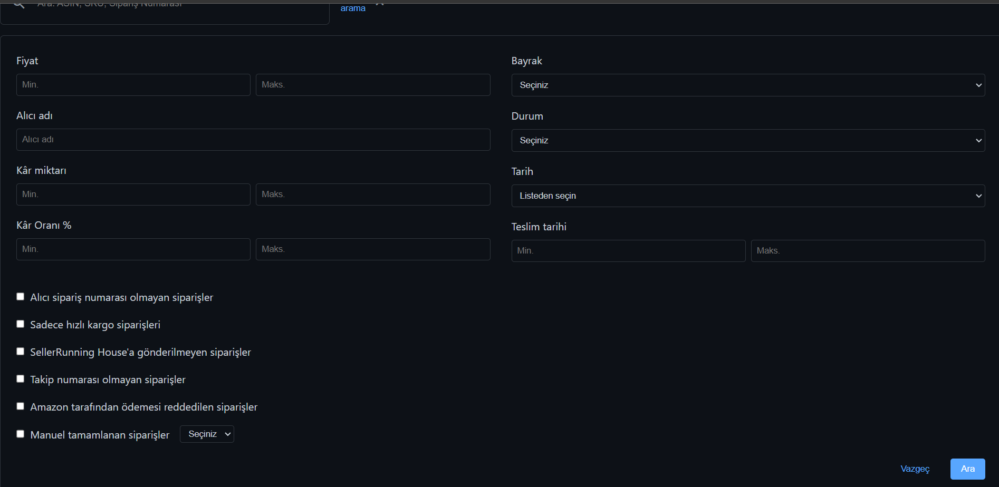 Ara: ASIN, SKU, Sipariş Numarası
arama
Fiyat
Min.
Maks.
Alıcı adı
Alıcı adı
Kâr miktarı
Min.
Maks.
Kâr Oranı %
Min.
Maks.
Bayrak
Seçiniz
Durum
Seçiniz
Tarih
Listeden seçin
Teslim tarihi
Min.
Maks.
Alıcı sipariş numarası olmayan siparişler
Sadece hızlı kargo siparişleri
SellerRunning House'a gönderilmeyen siparişler
Takip numarası olmayan siparişler
Amazon tarafından ödemesi reddedilen siparişler
Manuel tamamlanan siparişler
Seçiniz
Vazgeç
Ara